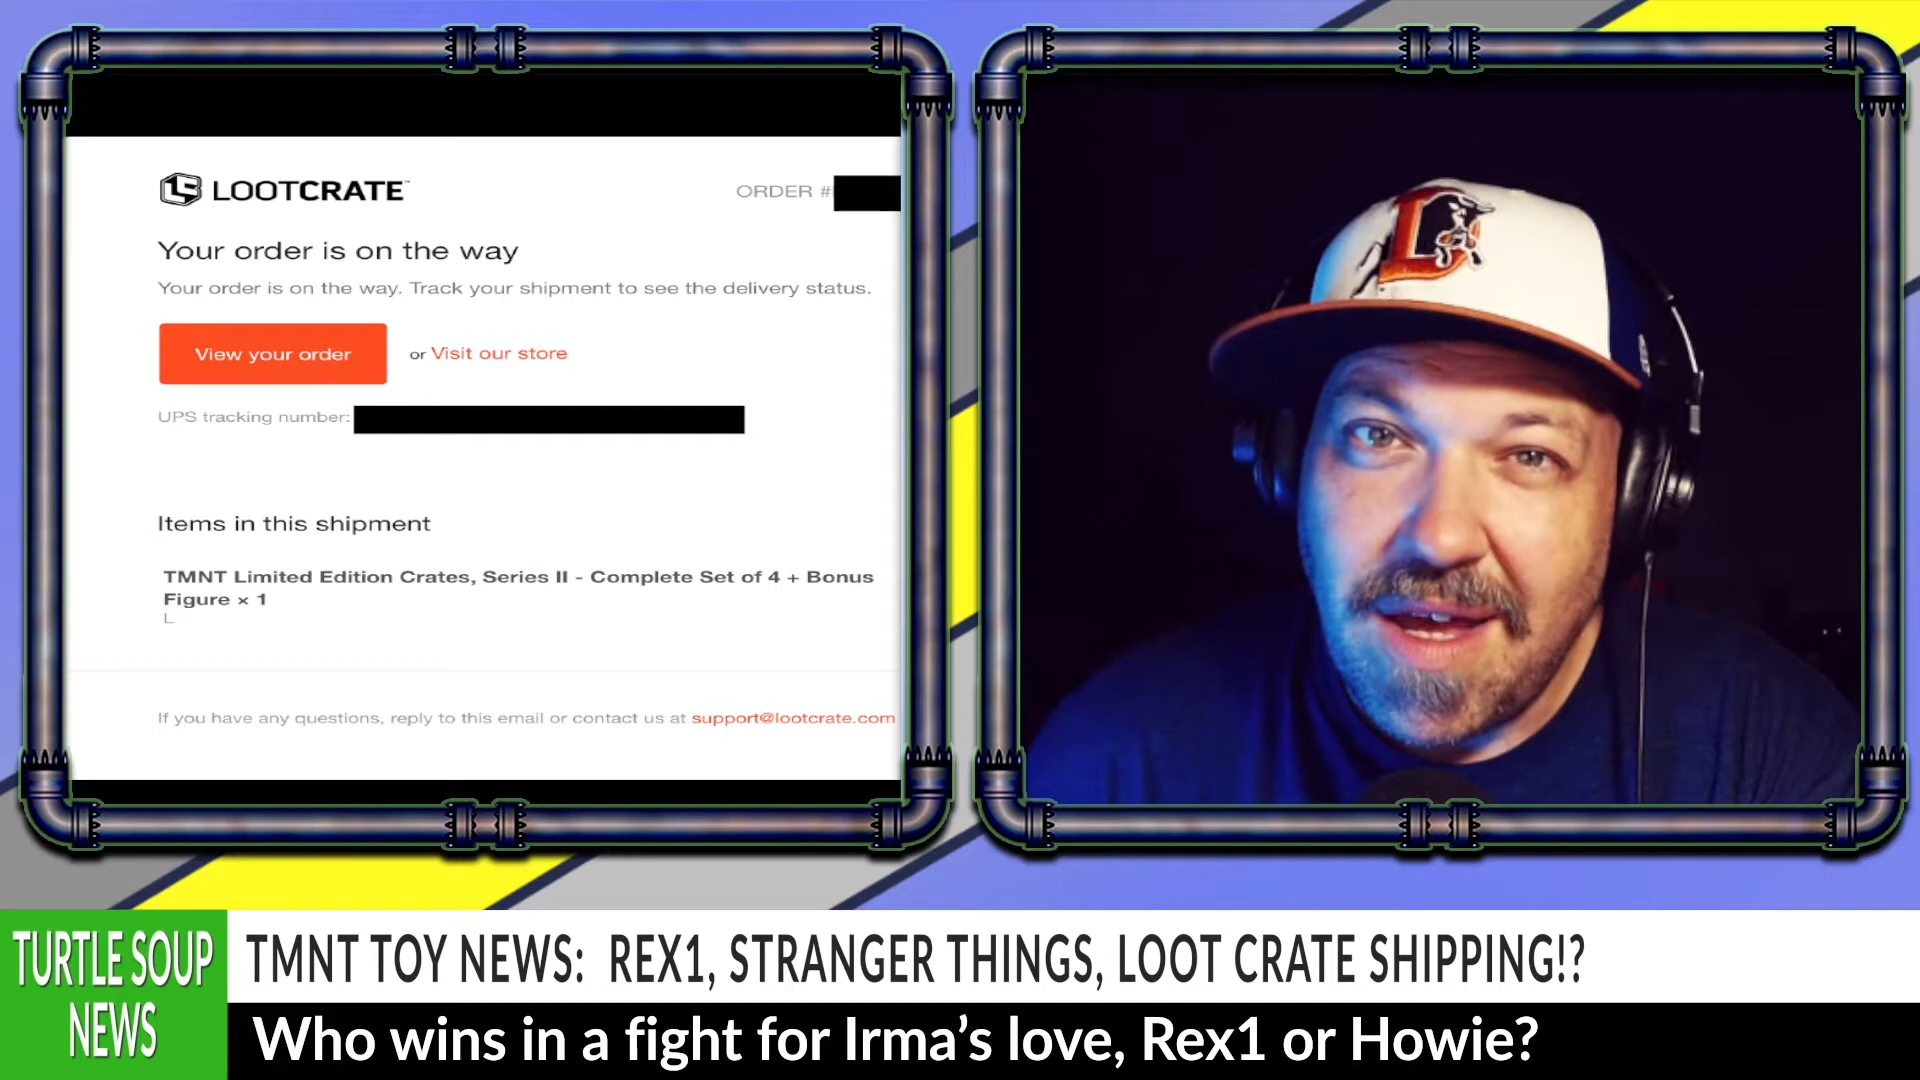 LOOTCRATE™
ORDER #
Your order is on the way
Your order is on the way. Track your shipment to see the delivery status.
View your order
or Visit our store
UPS tracking number:
Items in this shipment
TMNT Limited Edition Crates, Series II - Complete Set of 4 + Bonus
Figure × 1
L
If you have any questions, reply to this email or contact us at support@lootcrate.com
D
TURTLE SOUP
NEWS
TMNT TOY NEWS: REX1, STRANGER THINGS, LOOT CRATE SHIPPING!?
Who wins in a fight for Irma's love, Rex1 or Howie?